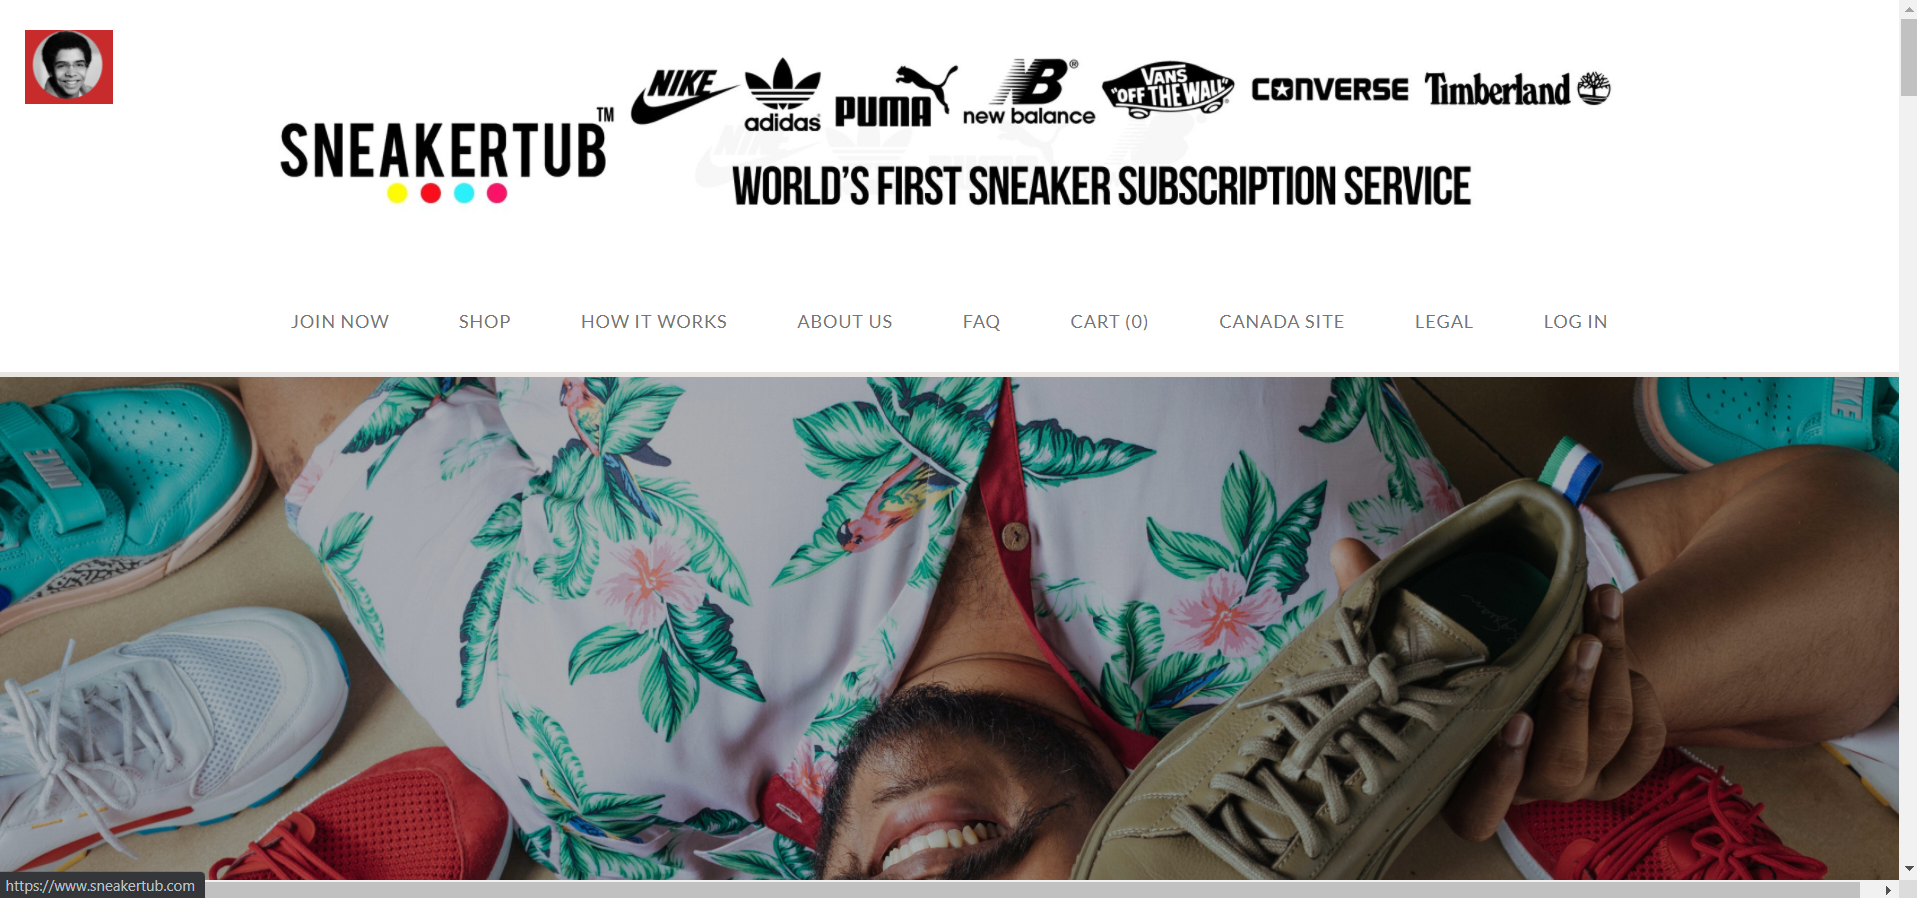 NIKE
adidas
PUMA
NB®
new balance
VANS
"OFF THE WALL"
CONVERSE
Timberland
SNEAKERTUB™
WORLD'S FIRST SNEAKER SUBSCRIPTION SERVICE
JOIN NOW
SHOP
HOW IT WORKS
ABOUT US
FAQ
CART (0)
CANADA SITE
LEGAL
LOG IN
NIKE
NIKE
https://www.sneakertub.com